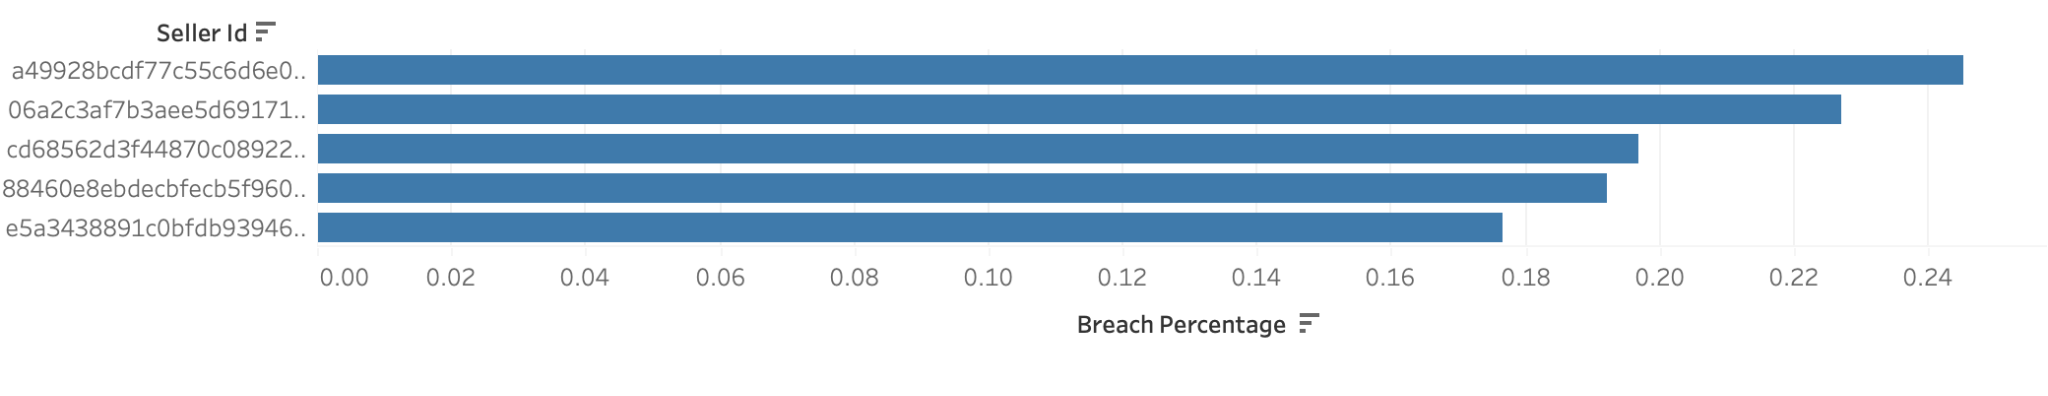 Seller Id
a49928bcdf77c55c6d6e0..
06a2c3af7b3aee5d69171..
cd68562d3f44870c08922..
88460e8ebdecbfecb5f960..
e5a3438891c0bfdb93946..
0.00 0.02 0.04 0.06 0.08 0.10 0.12 0.14 0.16 0.18 0.20 0.22 0.24
Breach Percentage